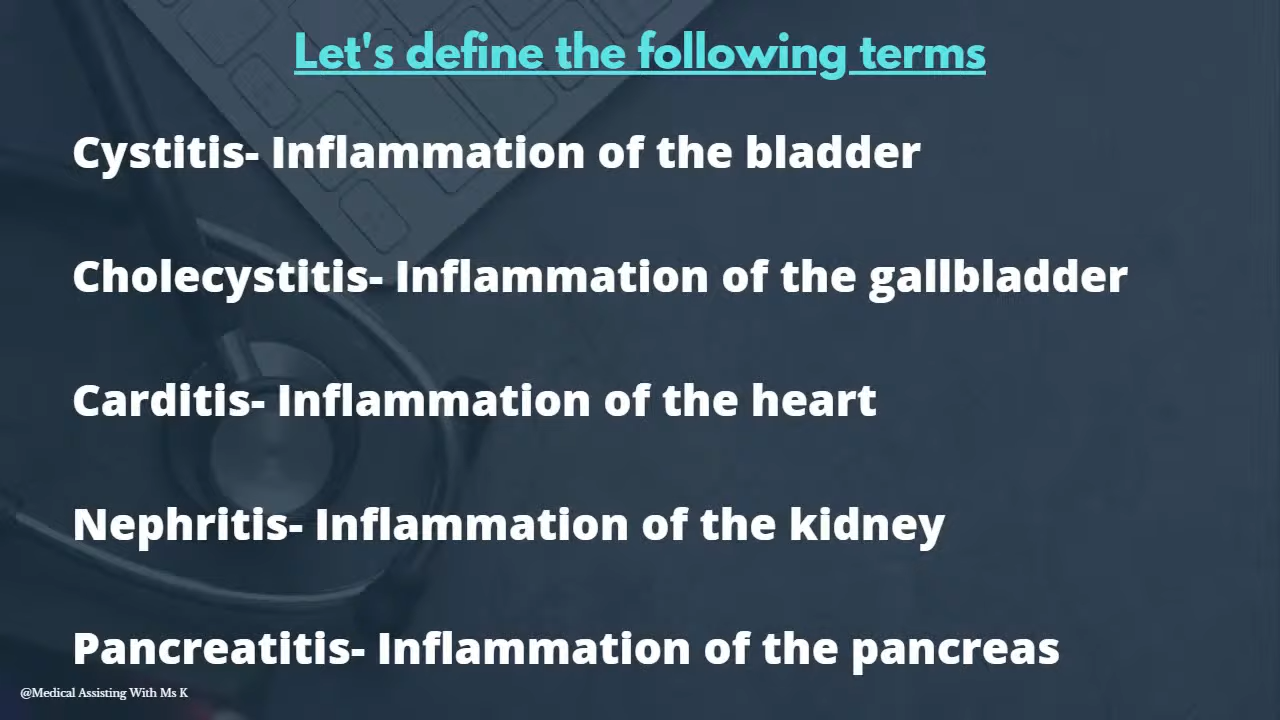 Let's define the following terms
Cystitis- Inflammation of the bladder
Cholecystitis- Inflammation of the gallbladder
Carditis- Inflammation of the heart
Nephritis- Inflammation of the kidney
Pancreatitis- Inflammation of the pancreas
@Medical Assisting With Ms K